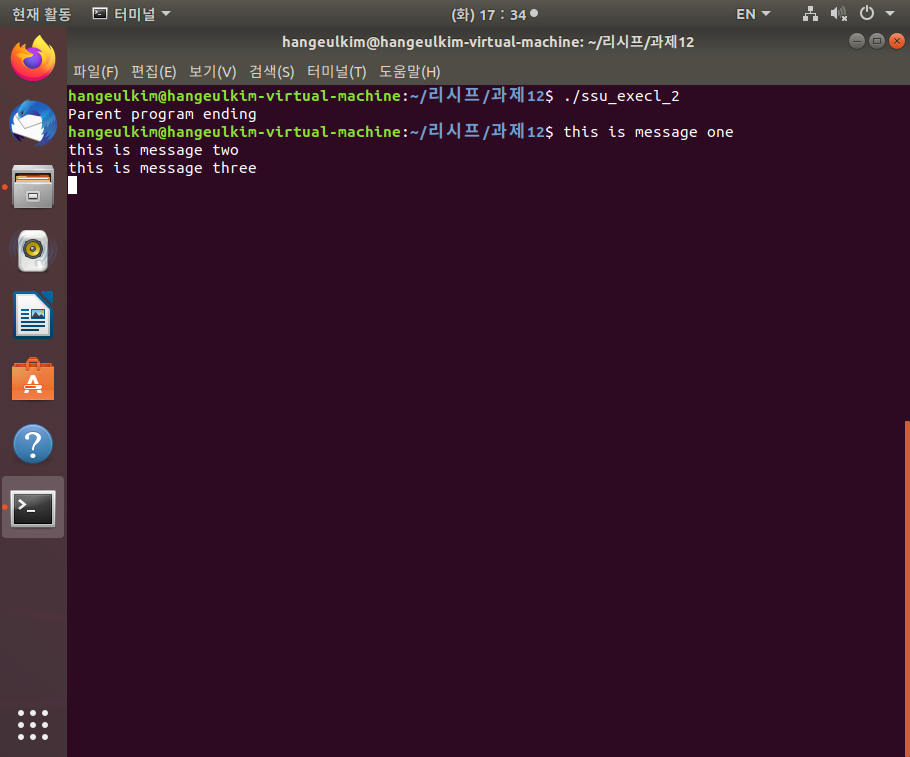 현재 활동 터미널 (화) 17 : 34 EN
hangeulkim@hangeulkim-virtual-machine: ~/리시프/과제12
파일(F) 편집(E) 보기(V) 검색(S) 터미널(T) 도움말(H)
hangeulkim@hangeulkim-virtual-machine:~/리시프/과제12$ ./ssu_execl_2
Parent program ending
hangeulkim@hangeulkim-virtual-machine:~/리시프/과제12$ this is message one
this is message two
this is message three